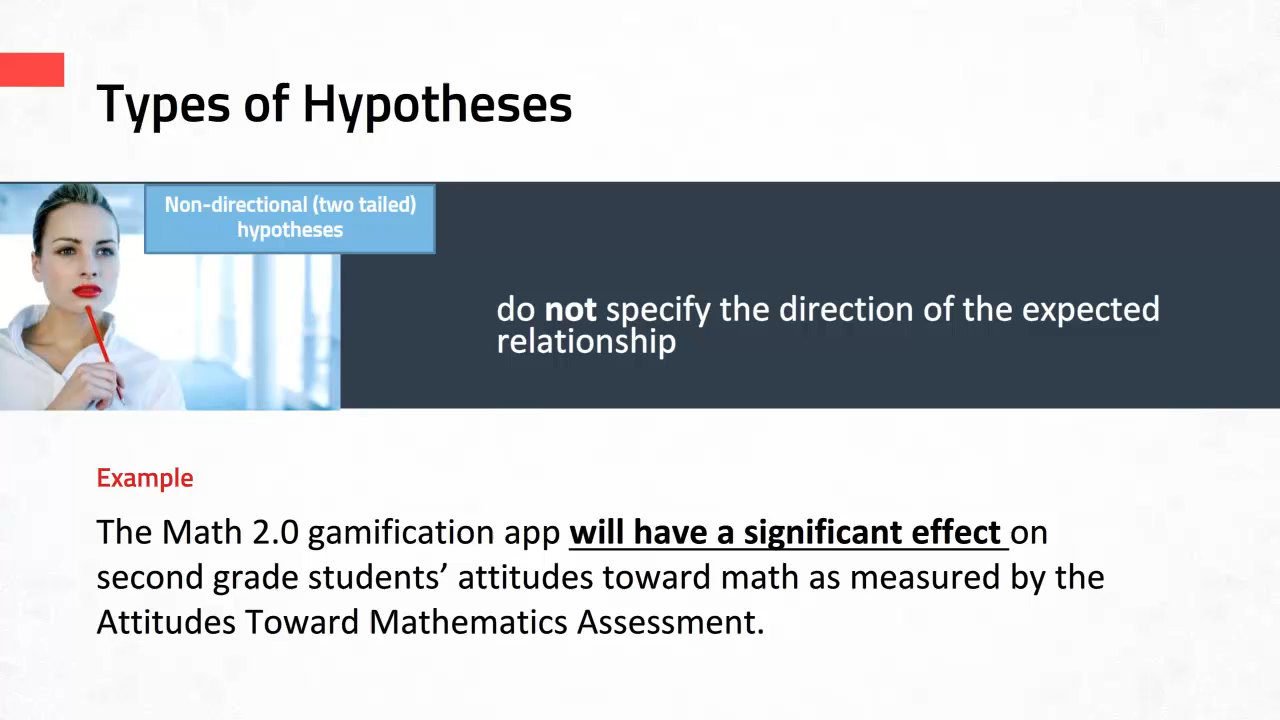 Types of Hypotheses
Non-directional (two tailed)
hypotheses
do not specify the direction of the expected
relationship
Example
The Math 2.0 gamification app will have a significant effect on
second grade students’ attitudes toward math as measured by the
Attitudes Toward Mathematics Assessment.